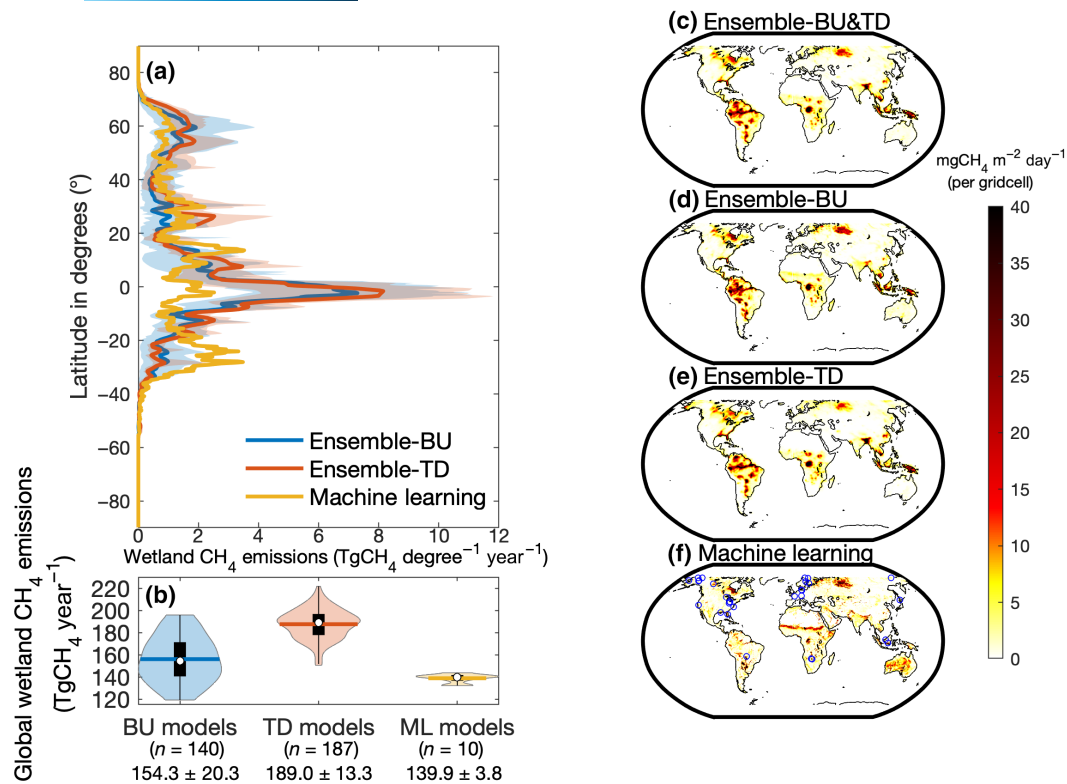 (a)
80
60
40
20
0
−20
−40
−60
−80
Latitude in degrees (°)
Ensemble-BU
Ensemble-TD
Machine learning
0 2 4 6 8 10 12
Wetland CH4 emissions (TgCH4 degree−1 year−1)
(b)
220
200
180
160
140
120
Global wetland CH4 emissions
(TgCH4 year−1)
BU models TD models ML models
(n = 140) (n = 187) (n = 10)
154.3 ± 20.3 189.0 ± 13.3 139.9 ± 3.8
(c) Ensemble-BU&TD
(d) Ensemble-BU
(e) Ensemble-TD
(f) Machine learning
mgCH4 m−2 day−1
(per gridcell)
40
35
30
25
20
15
10
5
0